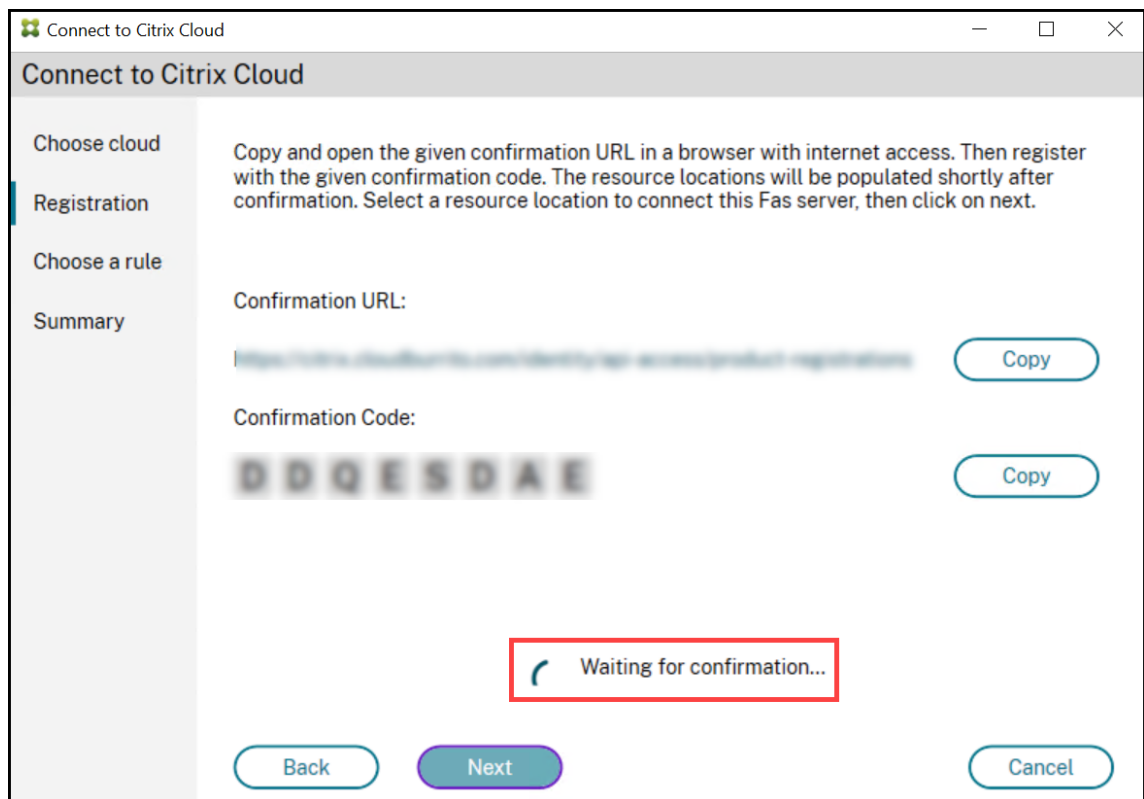 Connect to Citrix Cloud
Connect to Citrix Cloud
Choose cloud
Registration
Choose a rule
Summary
Copy and open the given confirmation URL in a browser with internet access. Then register
with the given confirmation code. The resource locations will be populated shortly after
confirmation. Select a resource location to connect this Fas server, then click on next.
Confirmation URL:
Copy
Confirmation Code:
Copy
Waiting for confirmation...
Back
Next
Cancel